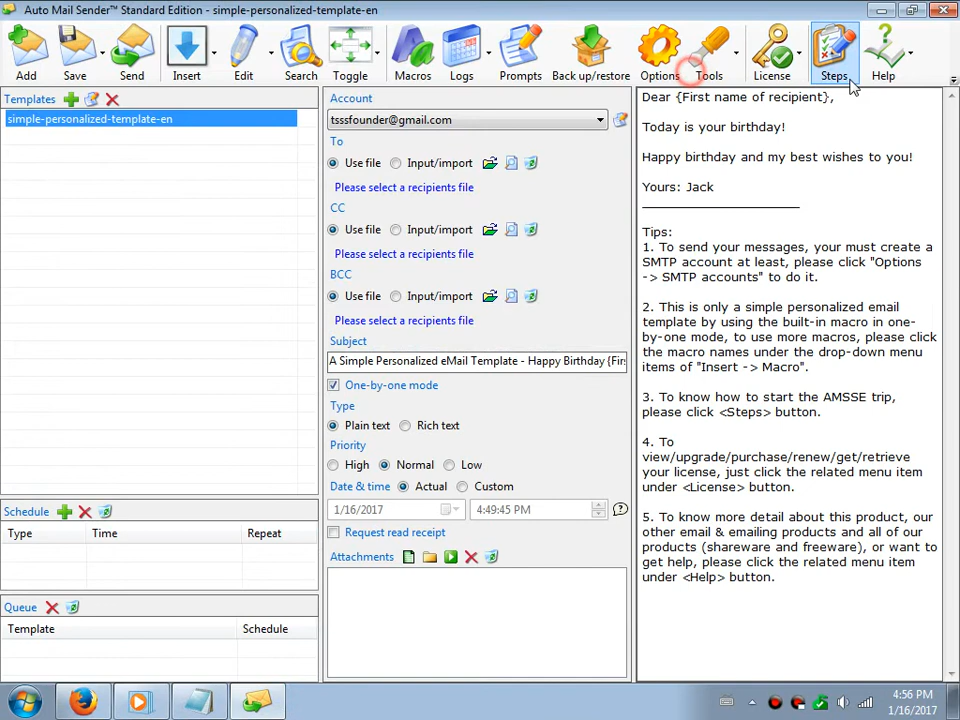 Auto Mail Sender™ Standard Edition - simple-personalized-template-en
Add
Save
Send
Insert
Edit
Search
Toggle
Macros
Logs
Prompts
Back up/restore
Options
Tools
License
Steps
Help
Templates
simple-personalized-template-en
Schedule
Type Time Repeat
Queue
Template Schedule
Account
tsssfounder@gmail.com
To
Use file Input/import
Please select a recipients file
CC
Use file Input/import
Please select a recipients file
BCC
Use file Input/import
Please select a recipients file
Subject
A Simple Personalized eMail Template - Happy Birthday {Fir
One-by-one mode
Type
Plain text Rich text
Priority
High Normal Low
Date & time Actual Custom
1/16/2017 4:49:45 PM
Request read receipt
Attachments
Dear {First name of recipient},
Today is your birthday!
Happy birthday and my best wishes to you!
Yours: Jack
Tips:
1. To send your messages, your must create a
SMTP account at least, please click "Options
-> SMTP accounts" to do it.
2. This is only a simple personalized email
template by using the built-in macro in one-
by-one mode, to use more macros, please click
the macro names under the drop-down menu
items of "Insert -> Macro".
3. To know how to start the AMSSE trip,
please click <Steps> button.
4. To
view/upgrade/purchase/renew/get/retrieve
your license, just click the related menu item
under <License> button.
5. To know more detail about this product, our
other email & emailing products and all of our
products (shareware and freeware), or want to
get help, please click the related menu item
under <Help> button.
4:56 PM
1/16/2017